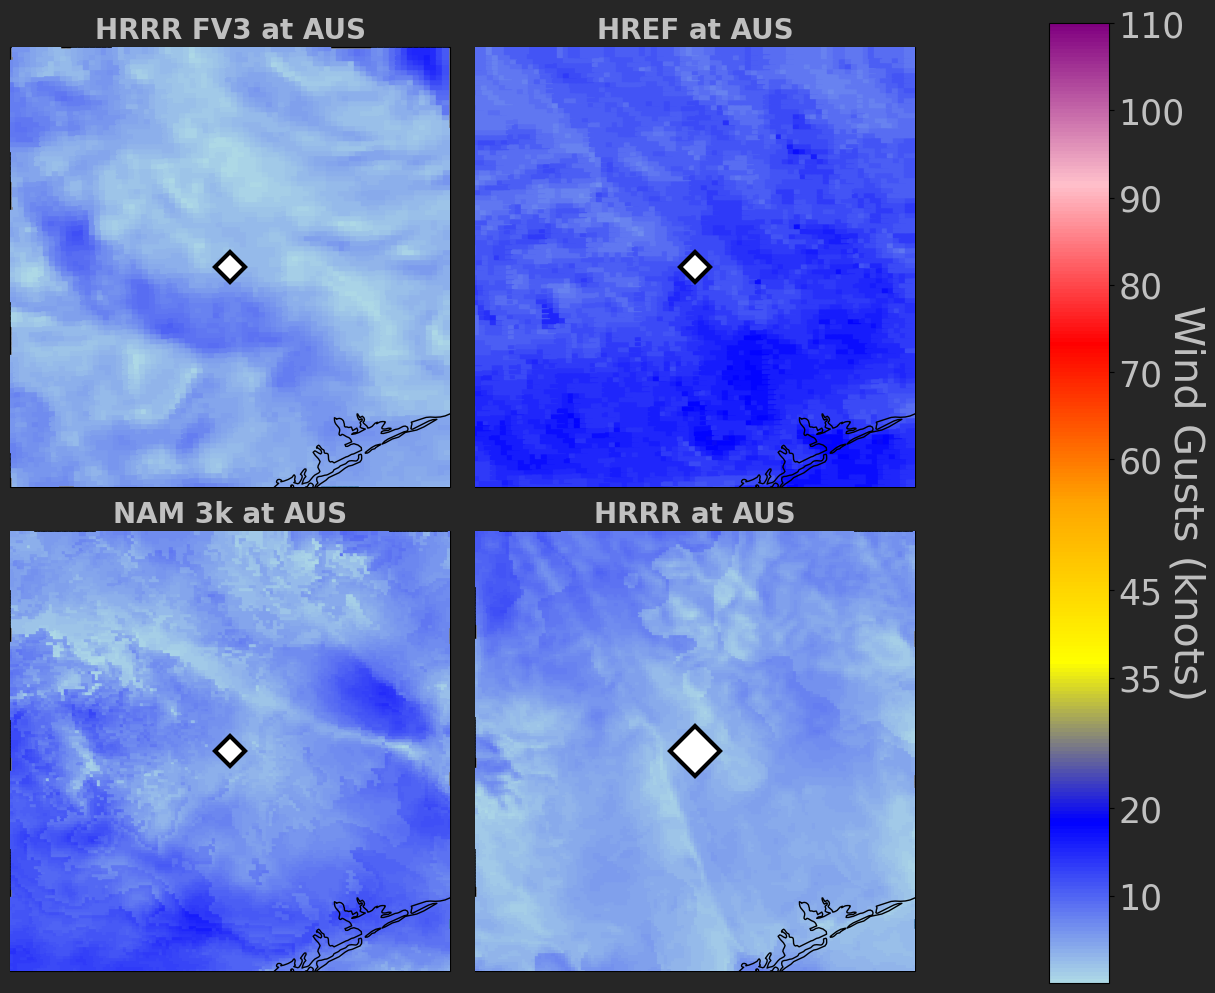 HRRR FV3 at AUS
HREF at AUS
NAM 3k at AUS
HRRR at AUS
110
100
90
80
70
60
45
35
20
10
Wind Gusts (knots)